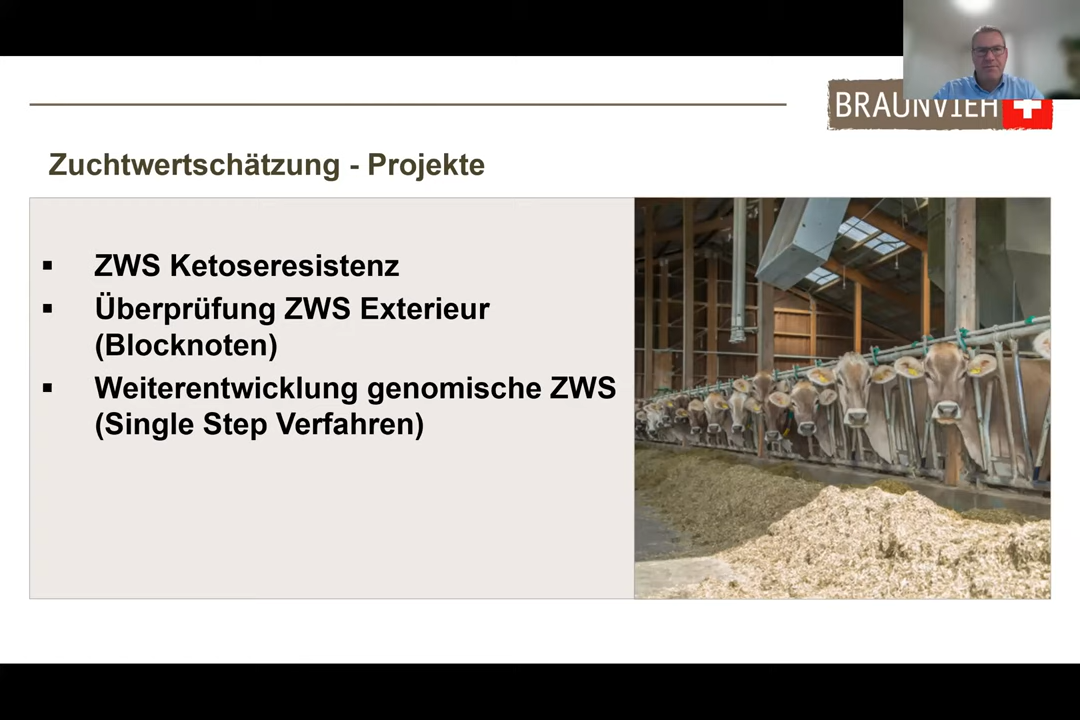 BRAUNVIEH
Zuchtwertschätzung - Projekte
▪ ZWS Ketoseresistenz
▪ Überprüfung ZWS Exterieur
(Blocknoten)
▪ Weiterentwicklung genomische ZWS
(Single Step Verfahren)